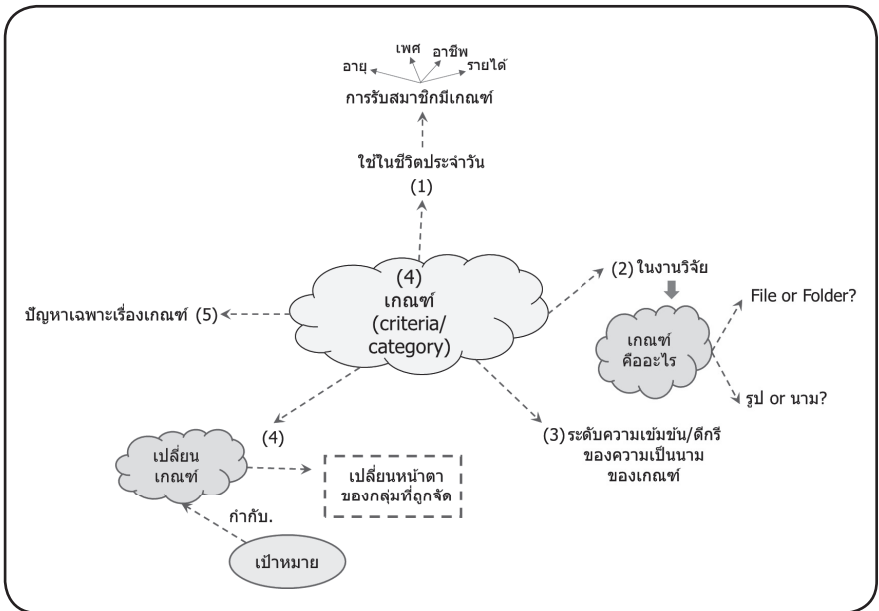 เพศ อาชีพ
อายุ รายได้
การรับสมาชิกมีเกณฑ์
ใช้ในชีวิตประจำวัน
(1)
(4)
เกณฑ์
(criteria/
category)
(2) ในงานวิจัย
เกณฑ์
คืออะไร
File or Folder?
รูป or นาม?
ปัญหาเฉพาะเรื่องเกณฑ์ (5)
(3) ระดับความเข้มข้น/ดีกรี
ของความเป็นนาม
ของเกณฑ์
(4)
เปลี่ยน
เกณฑ์
เปลี่ยนหน้าตา
ของกลุ่มที่ถูกจัด
กำกับ.
เป้าหมาย